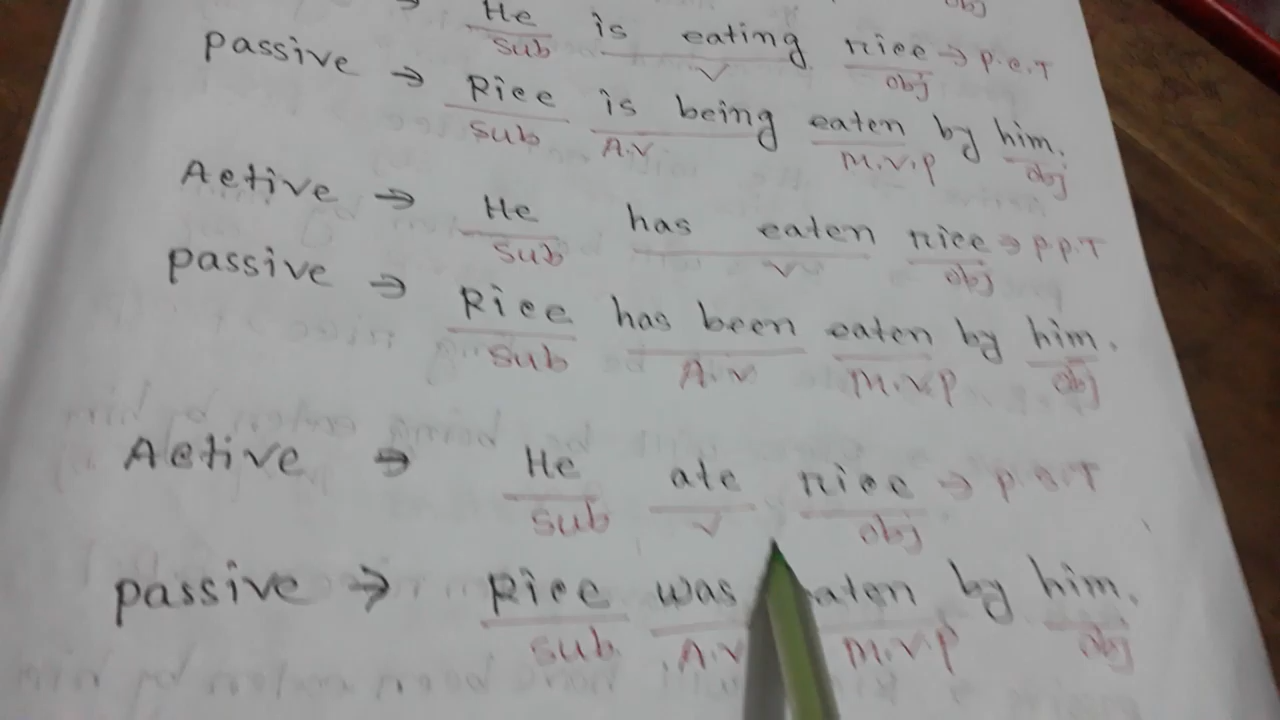 obj
He is eating rice → p.c.T
sub v obj
passive → Rice is being eaten by him.
sub A.v M.v.p obj
Active → He has eaten rice → p.p.T
sub v obj
passive → Rice has been eaten by him.
sub A.v M.v.p obj
Active → He ate rice → p.s.T
sub v obj
passive → Rice was eaten by him.
sub A.v M.v.p obj